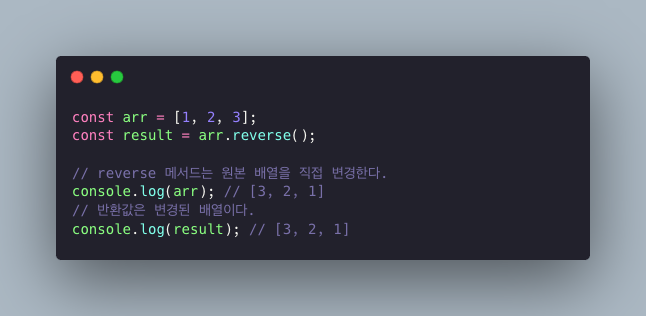 const arr = [1, 2, 3];
const result = arr.reverse();
// reverse 메서드는 원본 배열을 직접 변경한다.
console.log(arr); // [3, 2, 1]
// 반환값은 변경된 배열이다.
console.log(result); // [3, 2, 1]